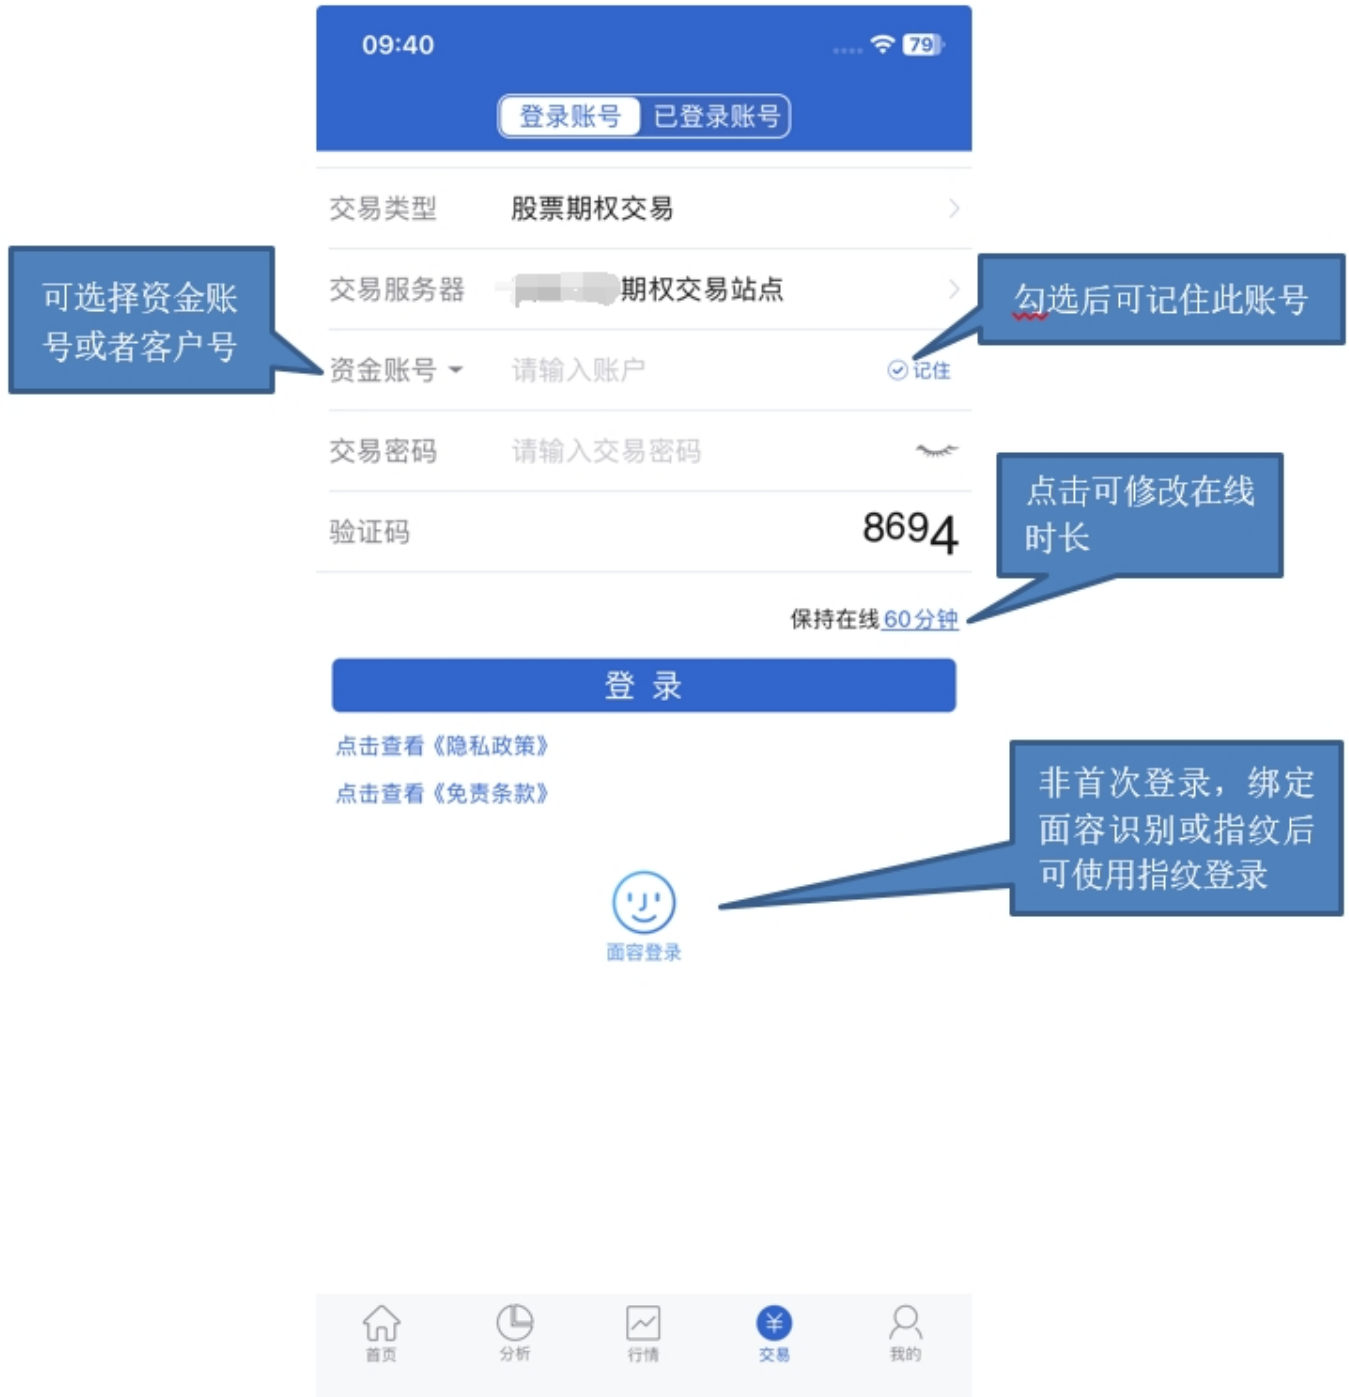 09:40
79
登录账号 已登录账号
交易类型 股票期权交易
可选择资金账
号或者客户号
交易服务器 期权交易站点
勾选后可记住此账号
资金账号 请输入账户 记住
交易密码 请输入交易密码
点击可修改在线
时长
验证码 8694
保持在线60分钟
登 录
点击查看《隐私政策》
点击查看《免责条款》
非首次登录，绑定
面容识别或指纹后
可使用指纹登录
面容登录
首页 分析 行情 交易 我的